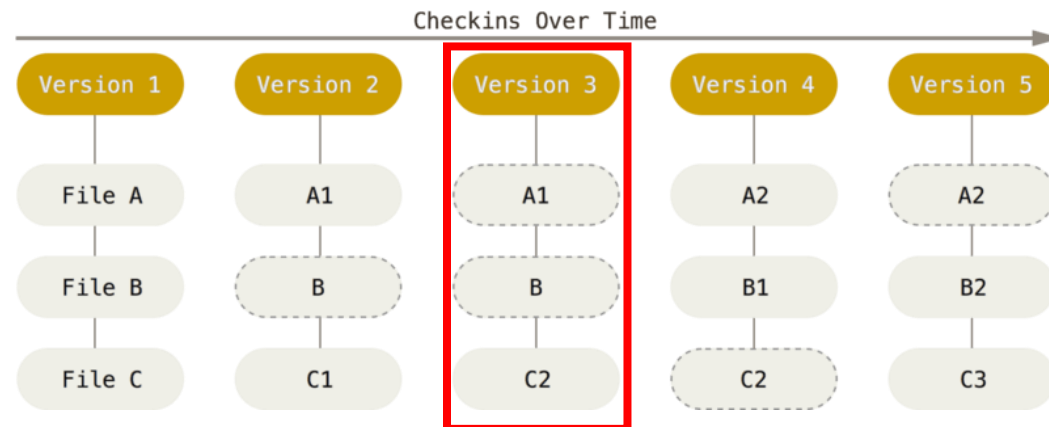 Checkins Over Time
Version 1 Version 2 Version 3 Version 4 Version 5
File A A1 A1 A2 A2
File B B B B1 B2
File C C1 C2 C2 C3